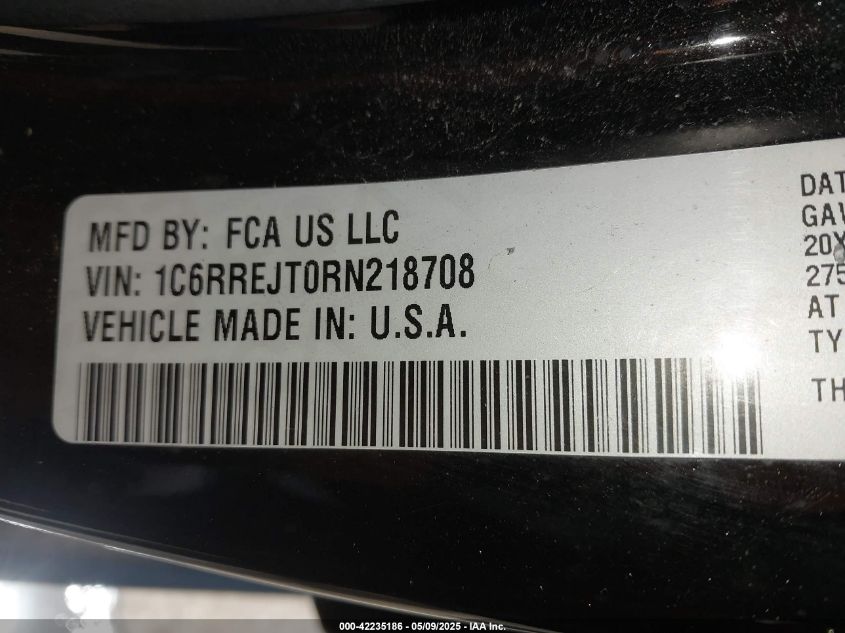 MFD BY: FCA US LLC
VIN: 1C6RREJT0RN218708
VEHICLE MADE IN: U.S.A.
DAT
GAV
20X
275
AT
TY
TH
000-42235186 - 05/09/2025 - IAA Inc.